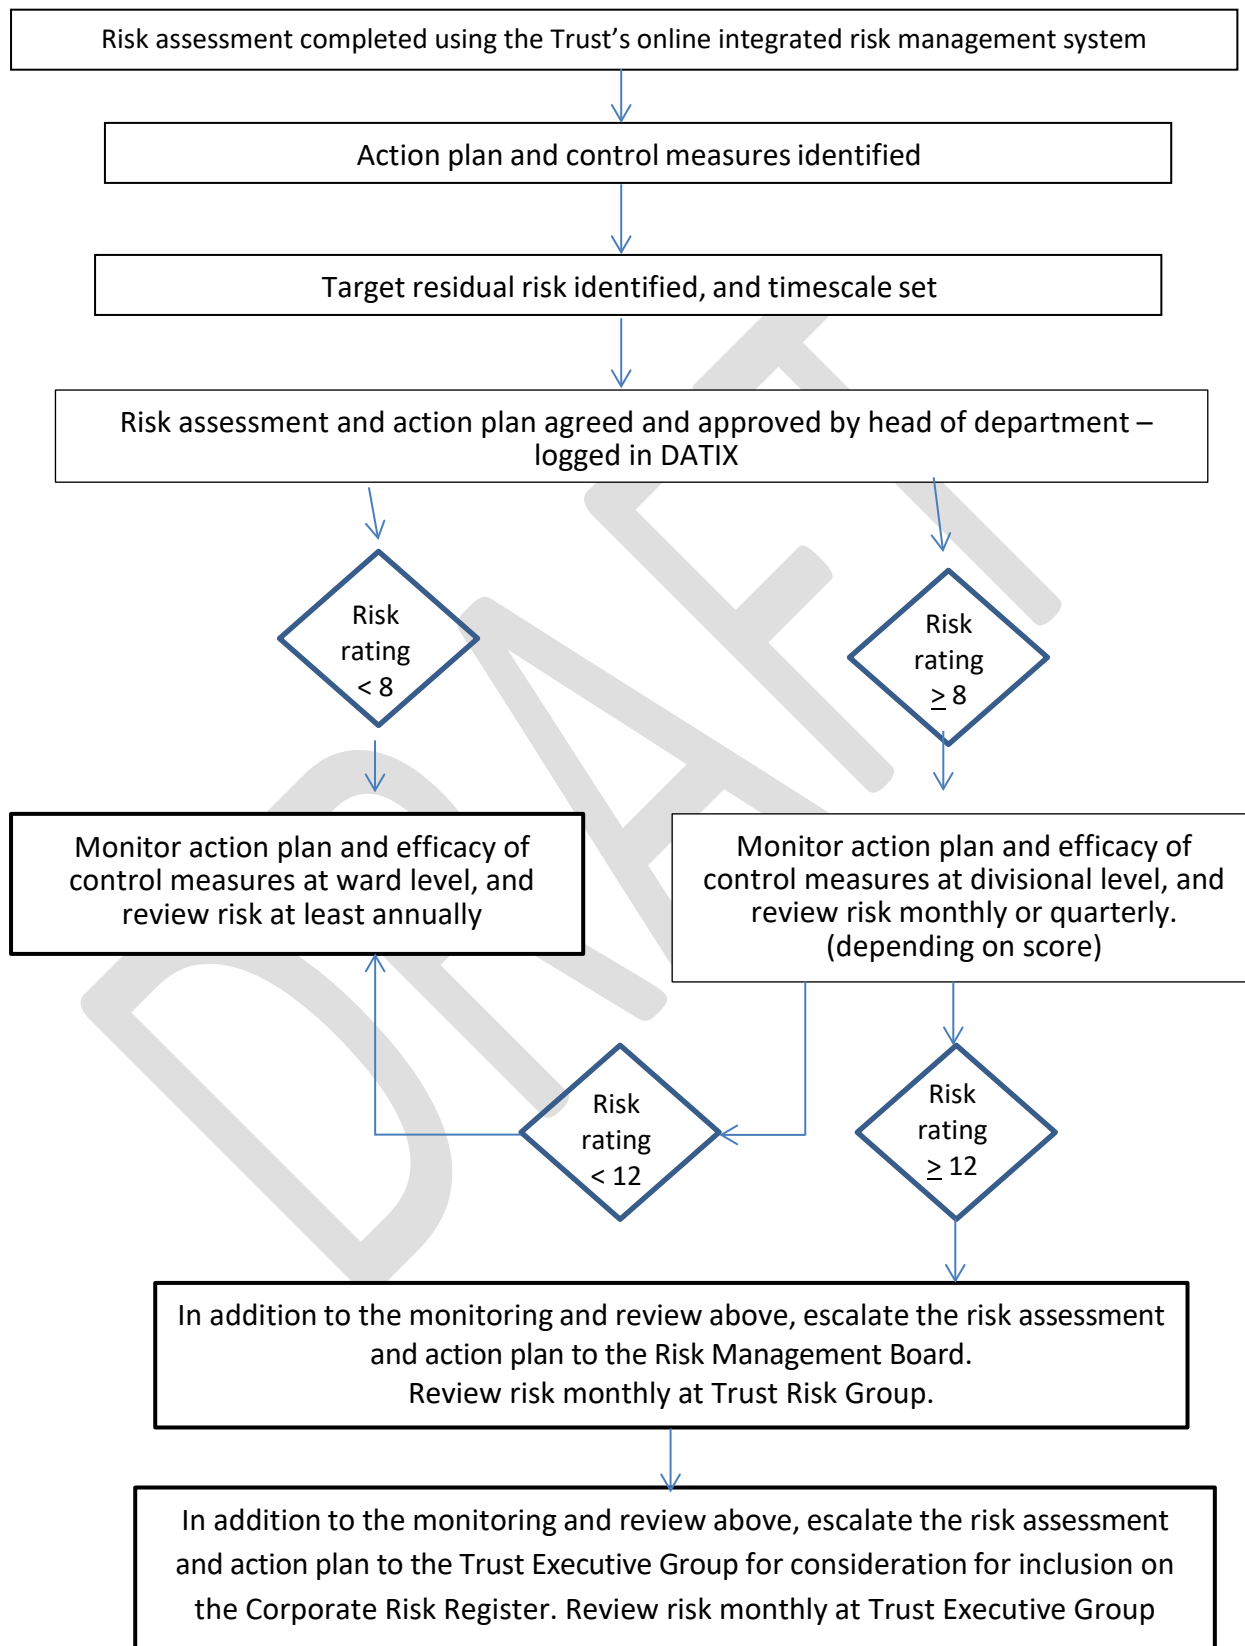 Risk assessment completed using the Trust’s online integrated risk management system
Action plan and control measures identified
Target residual risk identified, and timescale set
Risk assessment and action plan agreed and approved by head of department –
logged in DATIX
Risk
rating
< 8
Risk
rating
≥ 8
Monitor action plan and efficacy of
control measures at ward level, and
review risk at least annually
Monitor action plan and efficacy of
control measures at divisional level, and
review risk monthly or quarterly.
(depending on score)
Risk
rating
< 12
Risk
rating
≥ 12
In addition to the monitoring and review above, escalate the risk assessment
and action plan to the Risk Management Board.
Review risk monthly at Trust Risk Group.
In addition to the monitoring and review above, escalate the risk assessment
and action plan to the Trust Executive Group for consideration for inclusion on
the Corporate Risk Register. Review risk monthly at Trust Executive Group
DRAFT